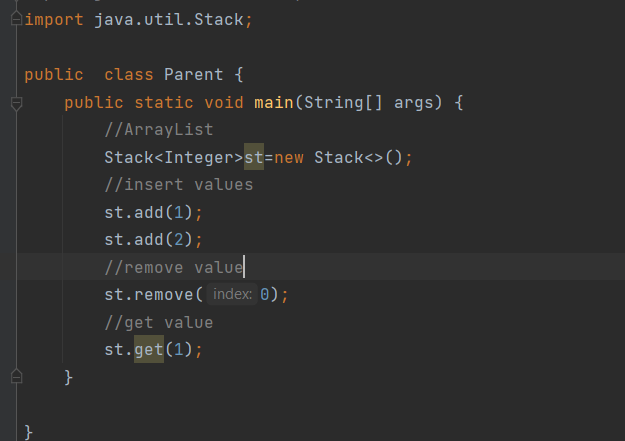 import java.util.Stack;
public  class Parent {
    public static void main(String[] args) {
        //ArrayList
        Stack<Integer>st=new Stack<>();
        //insert values
        st.add(1);
        st.add(2);
        //remove value
        st.remove( index: 0);
        //get value
        st.get(1);
    }
}